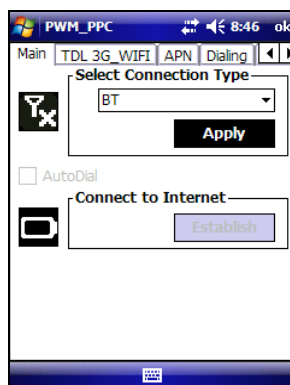 PWM_PPC 8:46 ok
Main TDL 3G_WIFI APN Dialing
Select Connection Type
BT
Apply
AutoDial
Connect to Internet
Establish